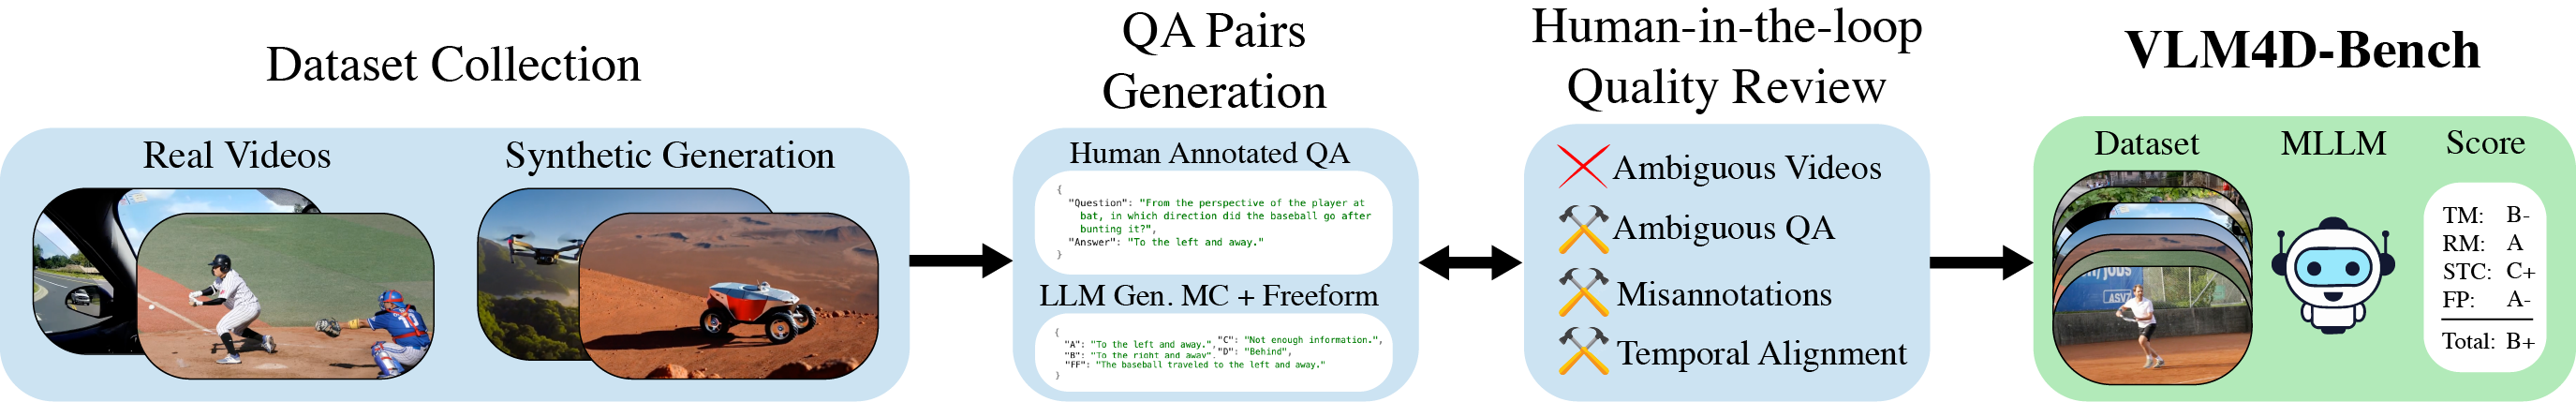 Dataset Collection
Real Videos
Synthetic Generation
QA Pairs
Generation
Human Annotated QA
{
"Question": "From the perspective of the player at
bat, in which direction did the baseball go after
bunting it?",
"Answer": "To the left and away."
}
LLM Gen. MC + Freeform
{
"A": "To the left and away.", "C": "Not enough information.",
"B": "To the right and away". "D": "Behind",
"FF": "The baseball traveled to the left and away."
}
Human-in-the-loop
Quality Review
Ambiguous Videos
Ambiguous QA
Misannotations
Temporal Alignment
VLM4D-Bench
Dataset
MLLM
Score
TM: B-
RM: A
STC: C+
FP: A-
Total: B+